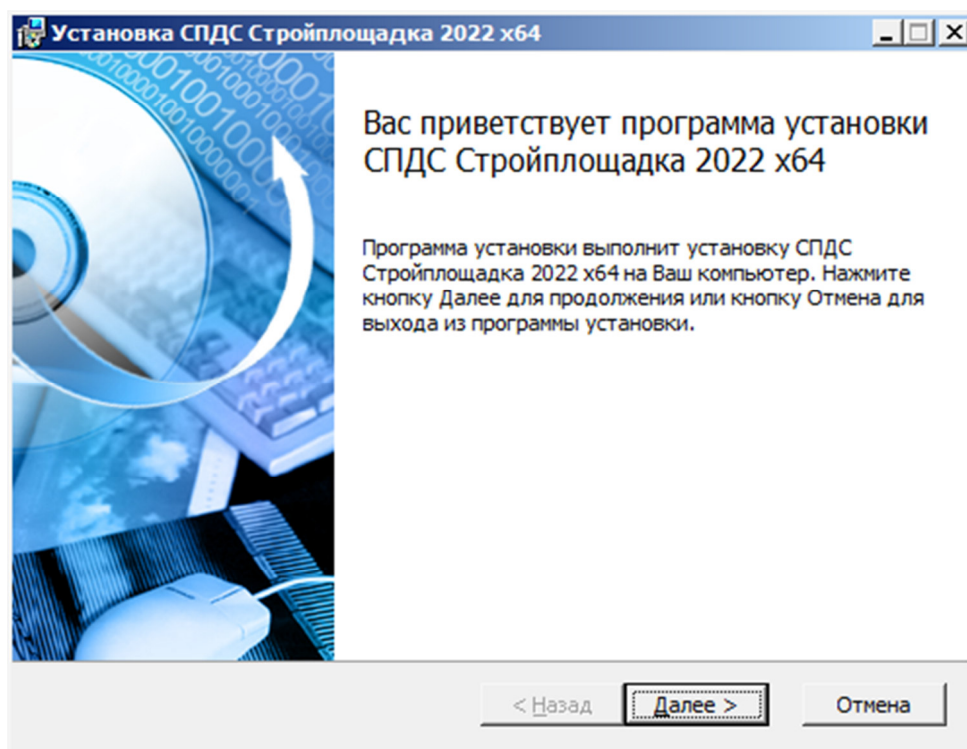 Установка СПДС Стройплощадка 2022 x64
Вас приветствует программа установки
СПДС Стройплощадка 2022 x64
Программа установки выполнит установку СПДС
Стройплощадка 2022 x64 на Ваш компьютер. Нажмите
кнопку Далее для продолжения или кнопку Отмена для
выхода из программы установки.
< Назад
Далее >
Отмена